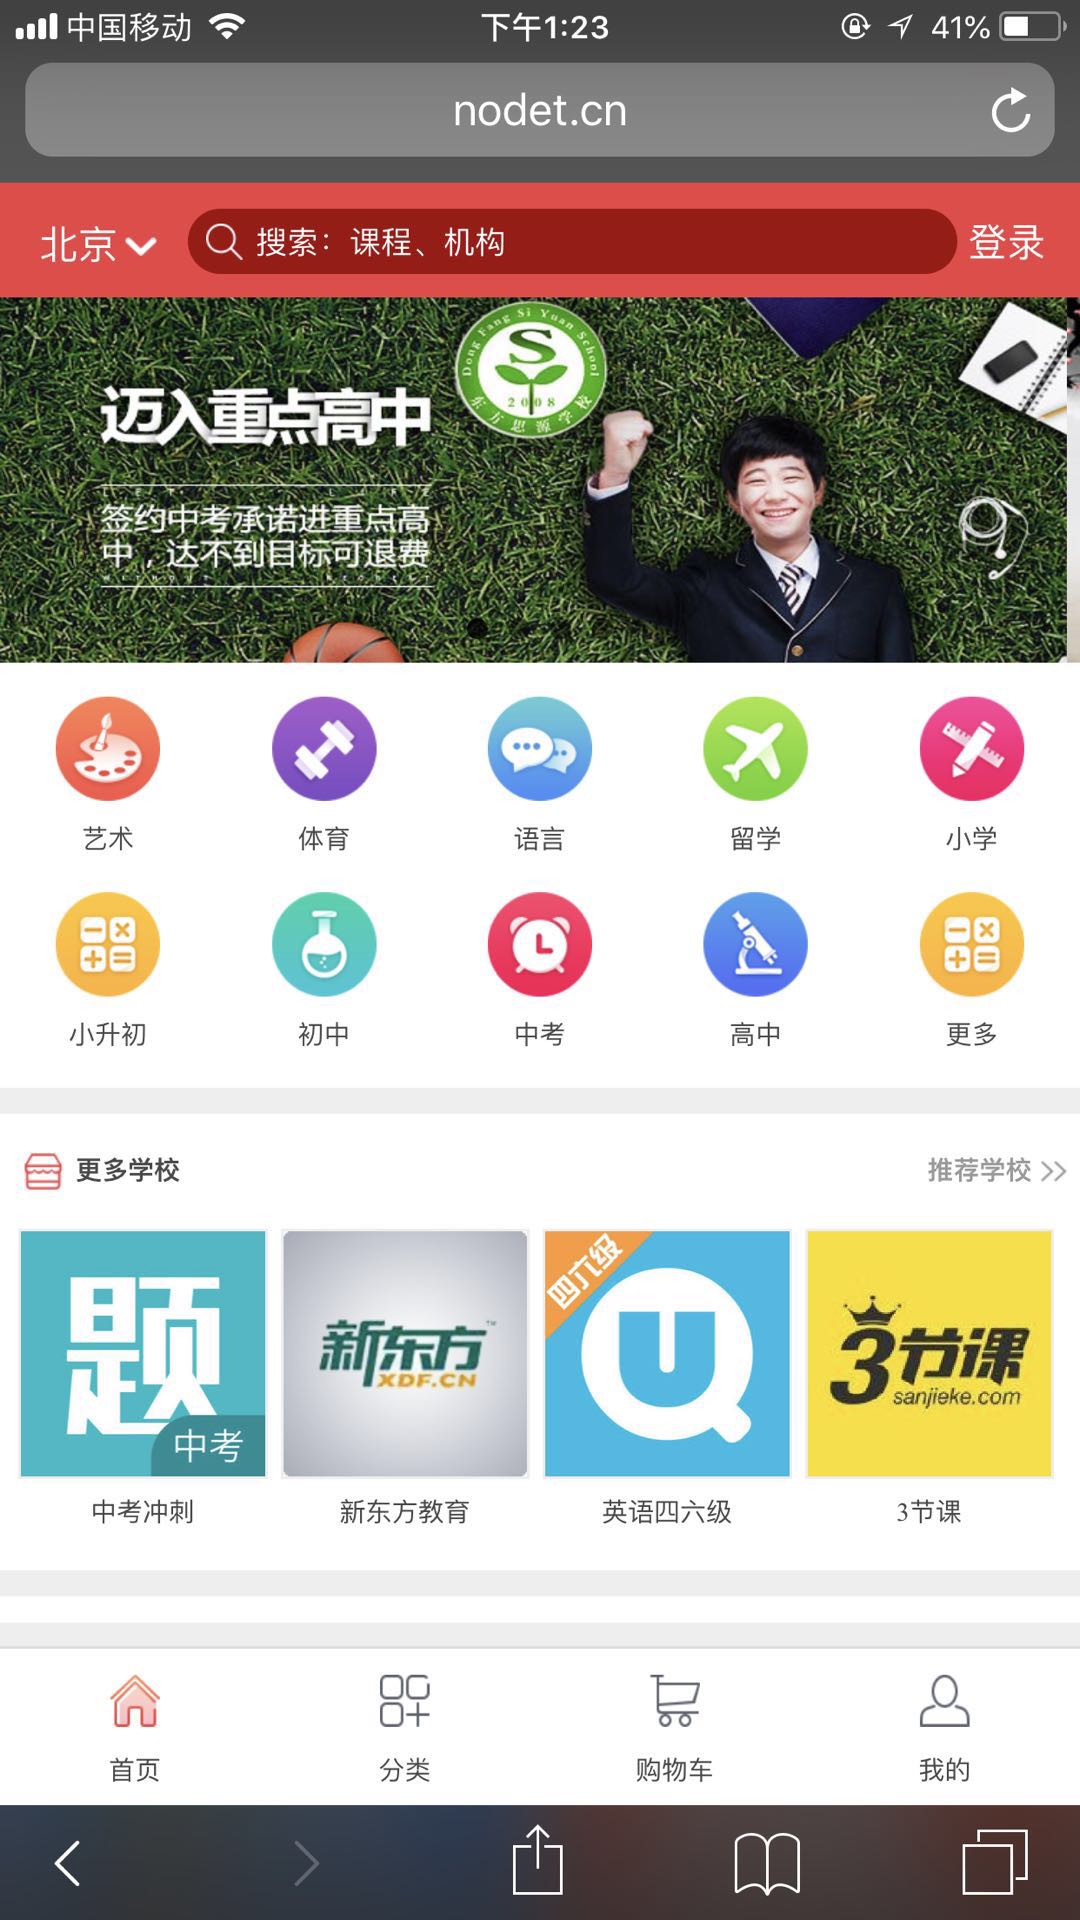 中国移动
下午1:23
41%
nodet.cn
北京
搜索：课程、机构
登录
Dong Fang Si Yuan School
S
2008
东方思源学校
迈入重点高中
签约中考承诺进重点高
中，达不到目标可退费
艺术
体育
语言
留学
小学
小升初
初中
中考
高中
更多
更多学校
推荐学校 >>
题
中考
新东方™
XDF.CN
四六级
UQ
3节课
sanjieke.com
中考冲刺
新东方教育
英语四六级
3节课
首页
分类
购物车
我的